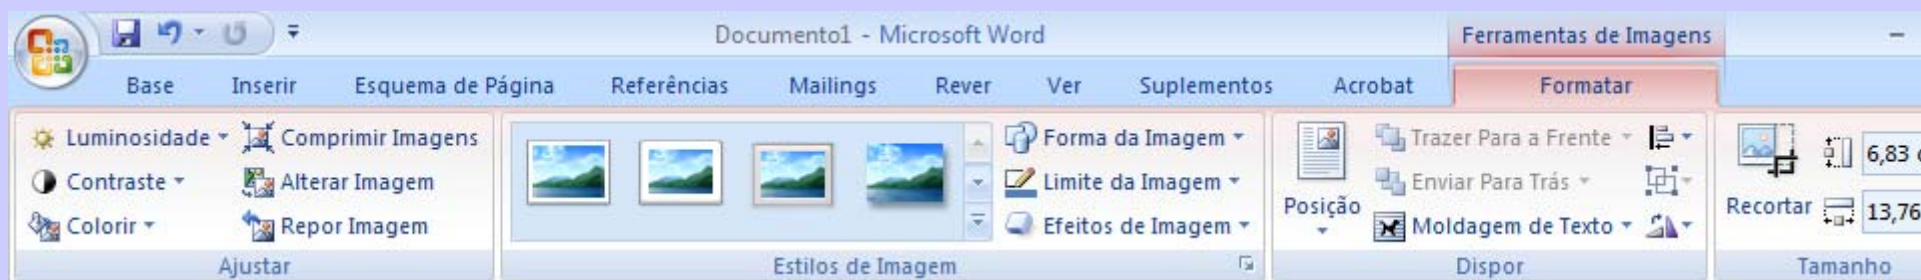 Documento1 - Microsoft Word
Ferramentas de Imagens
Base Inserir Esquema de Página Referências Mailings Rever Ver Suplementos Acrobat Formatar
Luminosidade Comprimir Imagens Forma da Imagem Trazer Para a Frente 6,83
Contraste Alterar Imagem Limite da Imagem Enviar Para Trás
Posição Recortar
Colorir Repor Imagem Efeitos de Imagem Moldagem de Texto 13,76
Ajustar Estilos de Imagem Dispor Tamanho